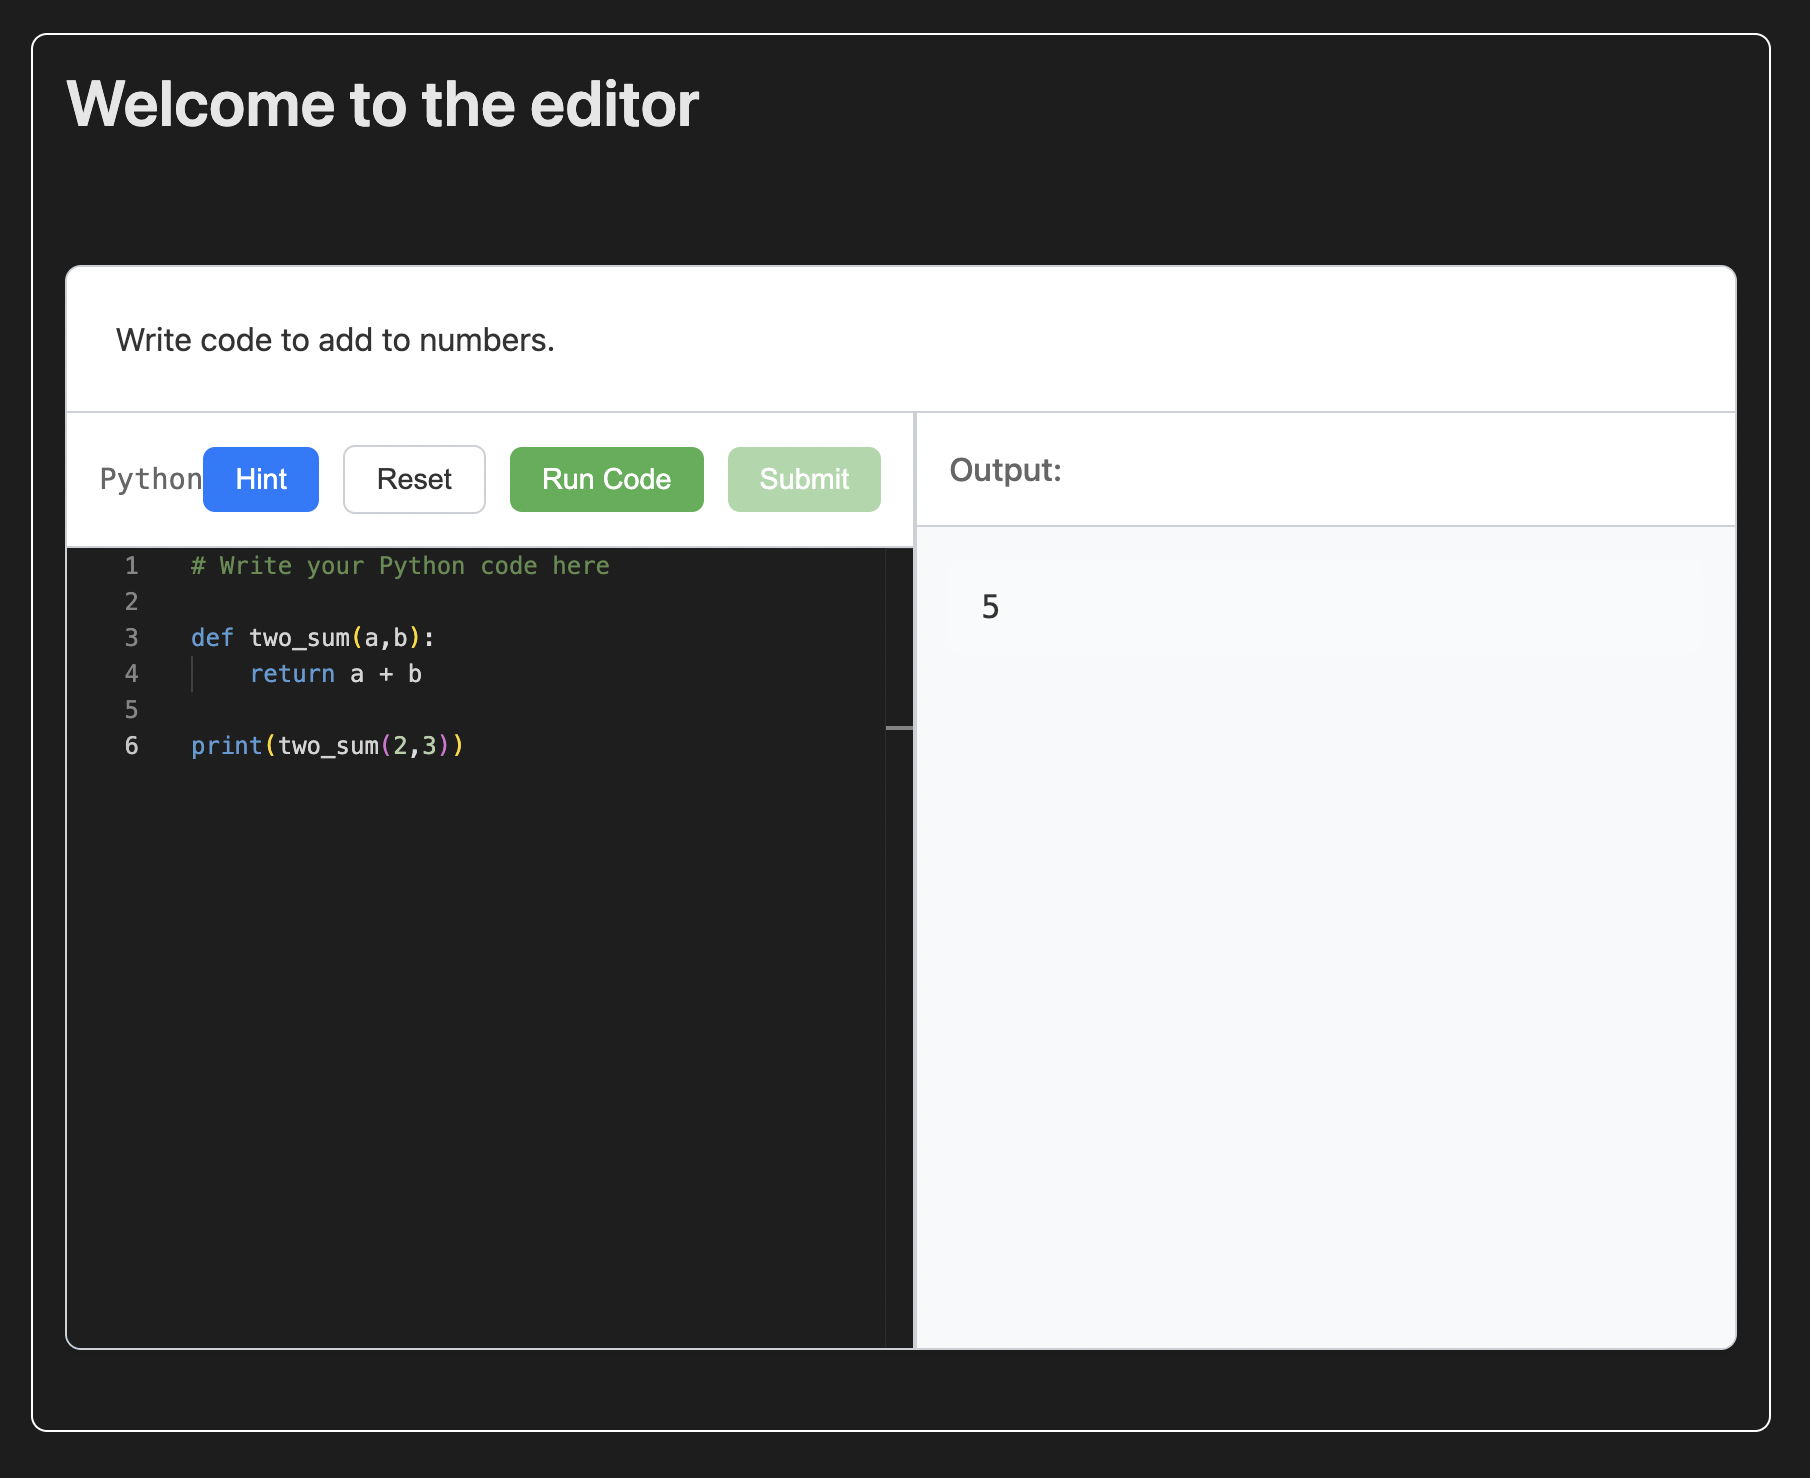 Welcome to the editor
Write code to add to numbers.
Python Hint Reset Run Code Submit
Output:
1 # Write your Python code here
2
3 def two_sum(a,b):
4     return a + b
5
6 print(two_sum(2,3))
5